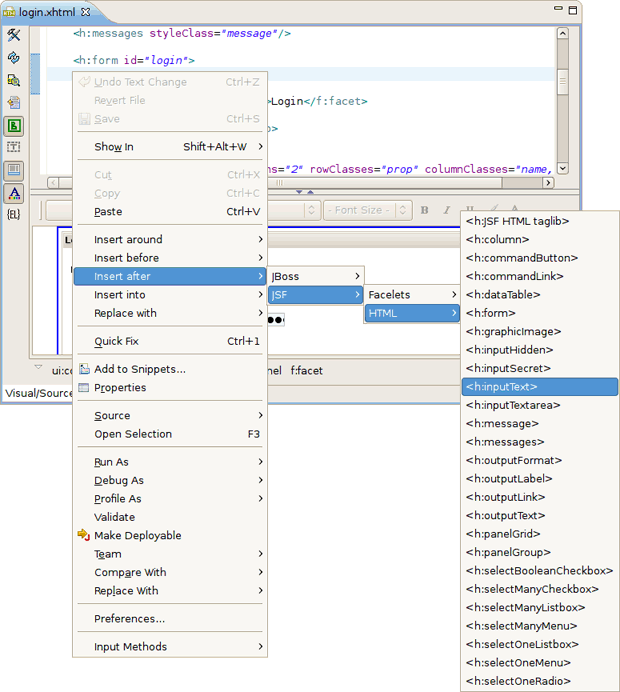 login.xhtml
<h:messages styleClass="message"/>
<h:form id="login">
>Login</f:facet>
>
ns="2" rowClasses="prop" columnClasses="name,
Undo Text Change Ctrl+Z
Revert File
Save Ctrl+S
Show In Shift+Alt+W
Cut Ctrl+X
Copy Ctrl+C
Paste Ctrl+V
Insert around
Insert before
Insert after
Insert into
Replace with
Quick Fix Ctrl+1
Add to Snippets...
Properties
Source
Open Selection F3
Run As
Debug As
Profile As
Validate
Make Deployable
Team
Compare With
Replace With
Preferences...
Input Methods
JBoss
JSF
Facelets
HTML
- Font Size -
B I U A
{EL}
Lo
ui:co
nel f:facet
Visual/Source
<h:JSF HTML taglib>
<h:column>
<h:commandButton>
<h:commandLink>
<h:dataTable>
<h:form>
<h:graphicImage>
<h:inputHidden>
<h:inputSecret>
<h:inputText>
<h:inputTextarea>
<h:message>
<h:messages>
<h:outputFormat>
<h:outputLabel>
<h:outputLink>
<h:outputText>
<h:panelGrid>
<h:panelGroup>
<h:selectBooleanCheckbox>
<h:selectManyCheckbox>
<h:selectManyListbox>
<h:selectManyMenu>
<h:selectOneListbox>
<h:selectOneMenu>
<h:selectOneRadio>